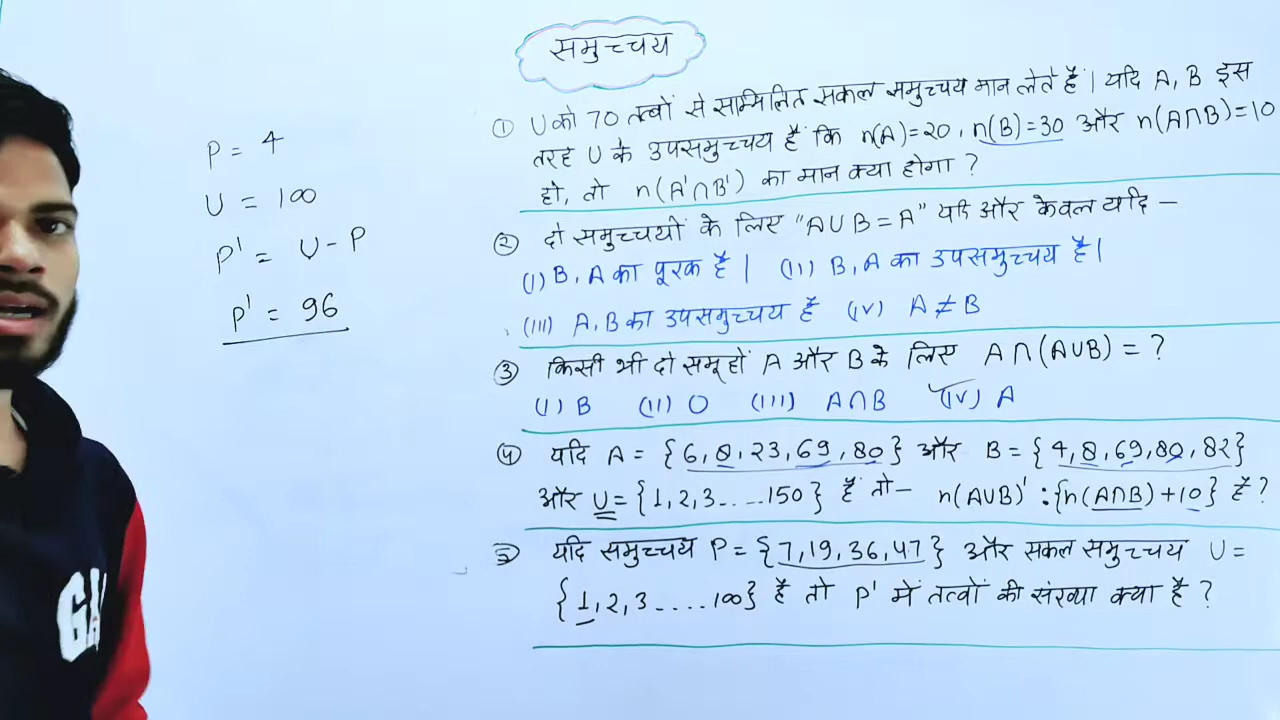 समुच्चय
P = 4
U = 100
P' = U - P
P' = 96
① U को 70 तत्वों से सम्मिलित सकल समुच्चय मान लेते हैं। यदि A, B इस
तरह U के उपसमुच्चय हैं कि n(A)=20, n(B)=30 और n(A∩B)=10
हो, तो n(A'∩B') का मान क्या होगा ?
② दो समुच्चयों के लिए "A∪B=A" यदि और केवल यदि –
(i) B, A का पूरक है। (ii) B, A का उपसमुच्चय है।
(iii) A, B का उपसमुच्चय है (iv) A ≠ B
③ किसी भी दो समूहों A और B के लिए A∩(A∪B) = ?
(i) B (ii) 0 (iii) A∩B (iv) A
④ यदि A = {6, 8, 23, 69, 80} और B = {4, 8, 69, 80, 82}
और U = {1, 2, 3.....150} हैं तो– n(A∪B)' : {n(A∩B)+10} है ?
5 यदि समुच्चय P = {7, 19, 36, 47} और सकल समुच्चय U =
{1, 2, 3.....100} है तो P' में तत्वों की संख्या क्या है ?